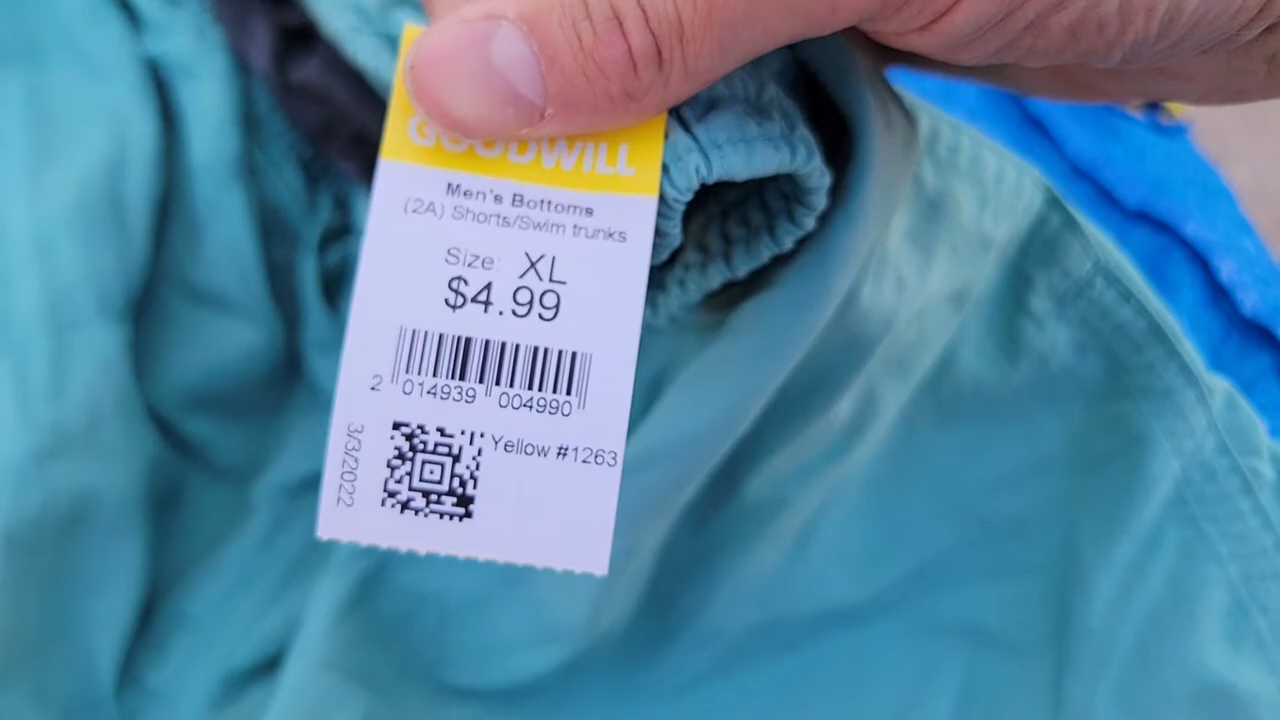 GOODWILL
Men's Bottoms
(2A) Shorts/Swim trunks
Size: XL
$4.99
2 014939 004990
Yellow #1263
3/3/2022